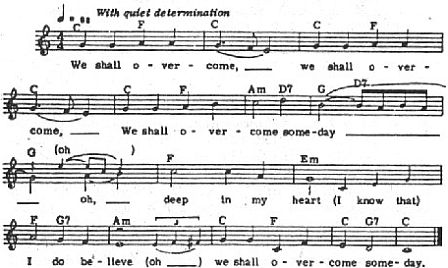 With quiet determination
C F C C F
We shall o - ver - come, ___ we shall o - ver -
C C G F Am D7 G D7
come, ___ We shall o - ver - come some-day ___
G (oh ) F C Em
___ oh, ___ deep in my heart (I know that)
F G7 Am C F C G7 C
I do be - lieve (oh ___) we shall o - ver - come some day.